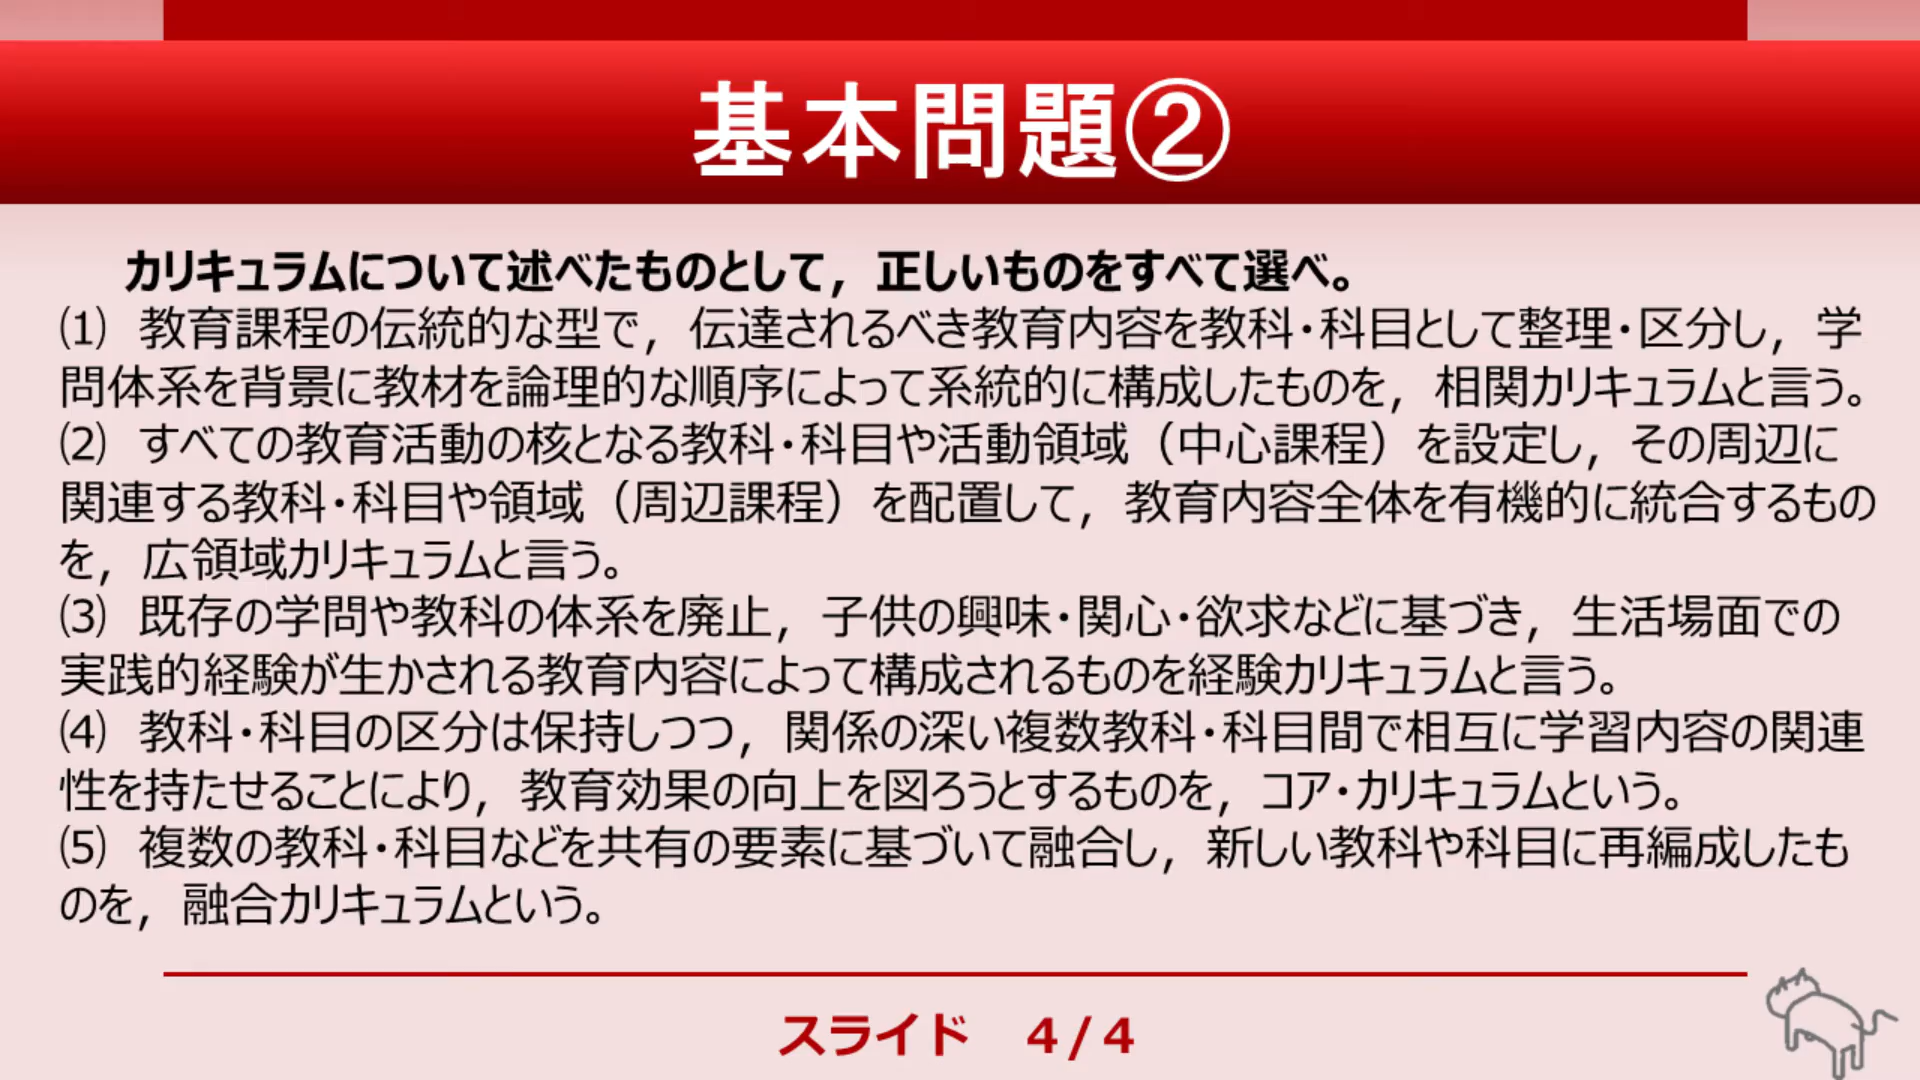 基本問題②
カリキュラムについて述べたものとして，正しいものをすべて選べ。
⑴　教育課程の伝統的な型で，伝達されるべき教育内容を教科・科目として整理・区分し，学
問体系を背景に教材を論理的な順序によって系統的に構成したものを，相関カリキュラムと言う。
⑵　すべての教育活動の核となる教科・科目や活動領域（中心課程）を設定し，その周辺に
関連する教科・科目や領域（周辺課程）を配置して，教育内容全体を有機的に統合するもの
を，広領域カリキュラムと言う。
⑶　既存の学問や教科の体系を廃止，子供の興味・関心・欲求などに基づき，生活場面での
実践的経験が生かされる教育内容によって構成されるものを経験カリキュラムと言う。
⑷　教科・科目の区分は保持しつつ，関係の深い複数教科・科目間で相互に学習内容の関連
性を持たせることにより，教育効果の向上を図ろうとするものを，コア・カリキュラムという。
⑸　複数の教科・科目などを共有の要素に基づいて融合し，新しい教科や科目に再編成したも
のを，融合カリキュラムという。
スライド　４/４